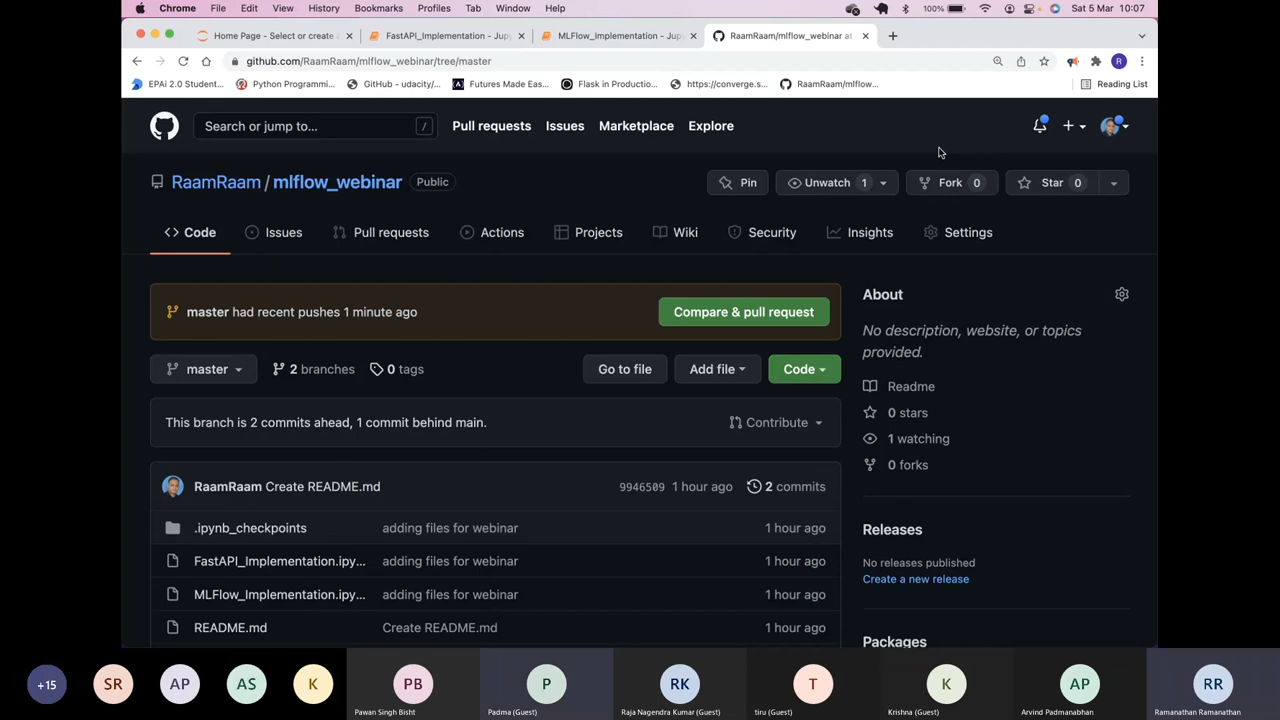 Chrome File Edit View History Bookmarks Profiles Tab Window Help 100% Sat 5 Mar 10:07
Home Page - Select or create a FastAPI_Implementation - Jup MLFlow_Implementation - Jupy RaamRaam/mlflow_webinar at
github.com/RaamRaam/mlflow_webinar/tree/master R
EPAi 2.0 Student... Python Programmi... GitHub - udacity/... Futures Made Eas... Flask in Productio... https://converge.s... RaamRaam/mlflow... Reading List
Search or jump to... / Pull requests Issues Marketplace Explore
RaamRaam / mlflow_webinar Public Pin Unwatch 1 Fork 0 Star 0
Code Issues Pull requests Actions Projects Wiki Security Insights Settings
master had recent pushes 1 minute ago Compare & pull request
About
No description, website, or topics
provided.
master 2 branches 0 tags Go to file Add file Code
Readme
This branch is 2 commits ahead, 1 commit behind main. Contribute
0 stars
1 watching
0 forks
RaamRaam Create README.md 9946509 1 hour ago 2 commits
.ipynb_checkpoints adding files for webinar 1 hour ago
FastAPI_Implementation.ipy... adding files for webinar 1 hour ago
MLFlow_Implementation.ipy... adding files for webinar 1 hour ago
README.md Create README.md 1 hour ago
Releases
No releases published
Create a new release
Packages
+15 SR AP AS K PB P RK T K AP RR
Pawan Singh Bisht Padma (Guest) Raja Nagendra Kumar (Guest) tiru (Guest) Krishna (Guest) Arvind Padmanabhan Ramanathan Ramanathan